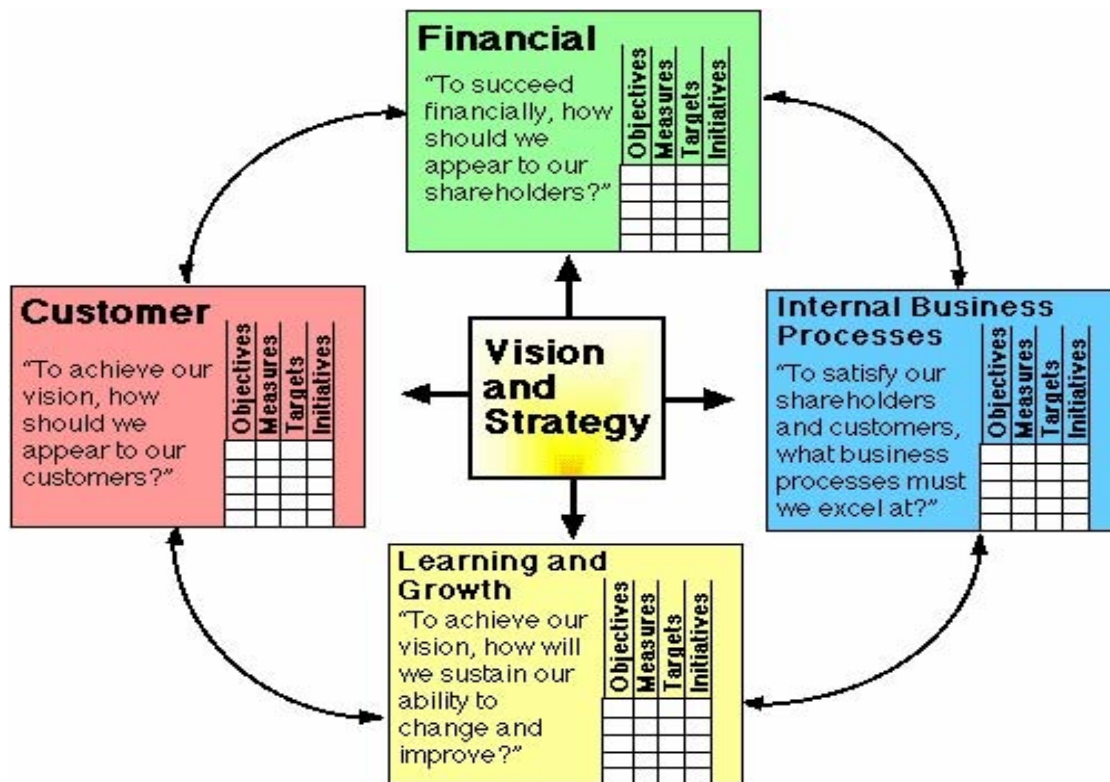 Financial
“To succeed
financially, how
should we
appear to our
shareholders?”
Objectives
Measures
Targets
Initiatives
Customer
“To achieve our
vision, how
should we
appear to our
customers?”
Objectives
Measures
Targets
Initiatives
Vision
and
Strategy
Internal Business
Processes
“To satisfy our
shareholders
and customers,
what business
processes must
we excel at?”
Objectives
Measures
Targets
Initiatives
Learning and
Growth
“To achieve our
vision, how will
we sustain our
ability to
change and
improve?”
Objectives
Measures
Targets
Initiatives